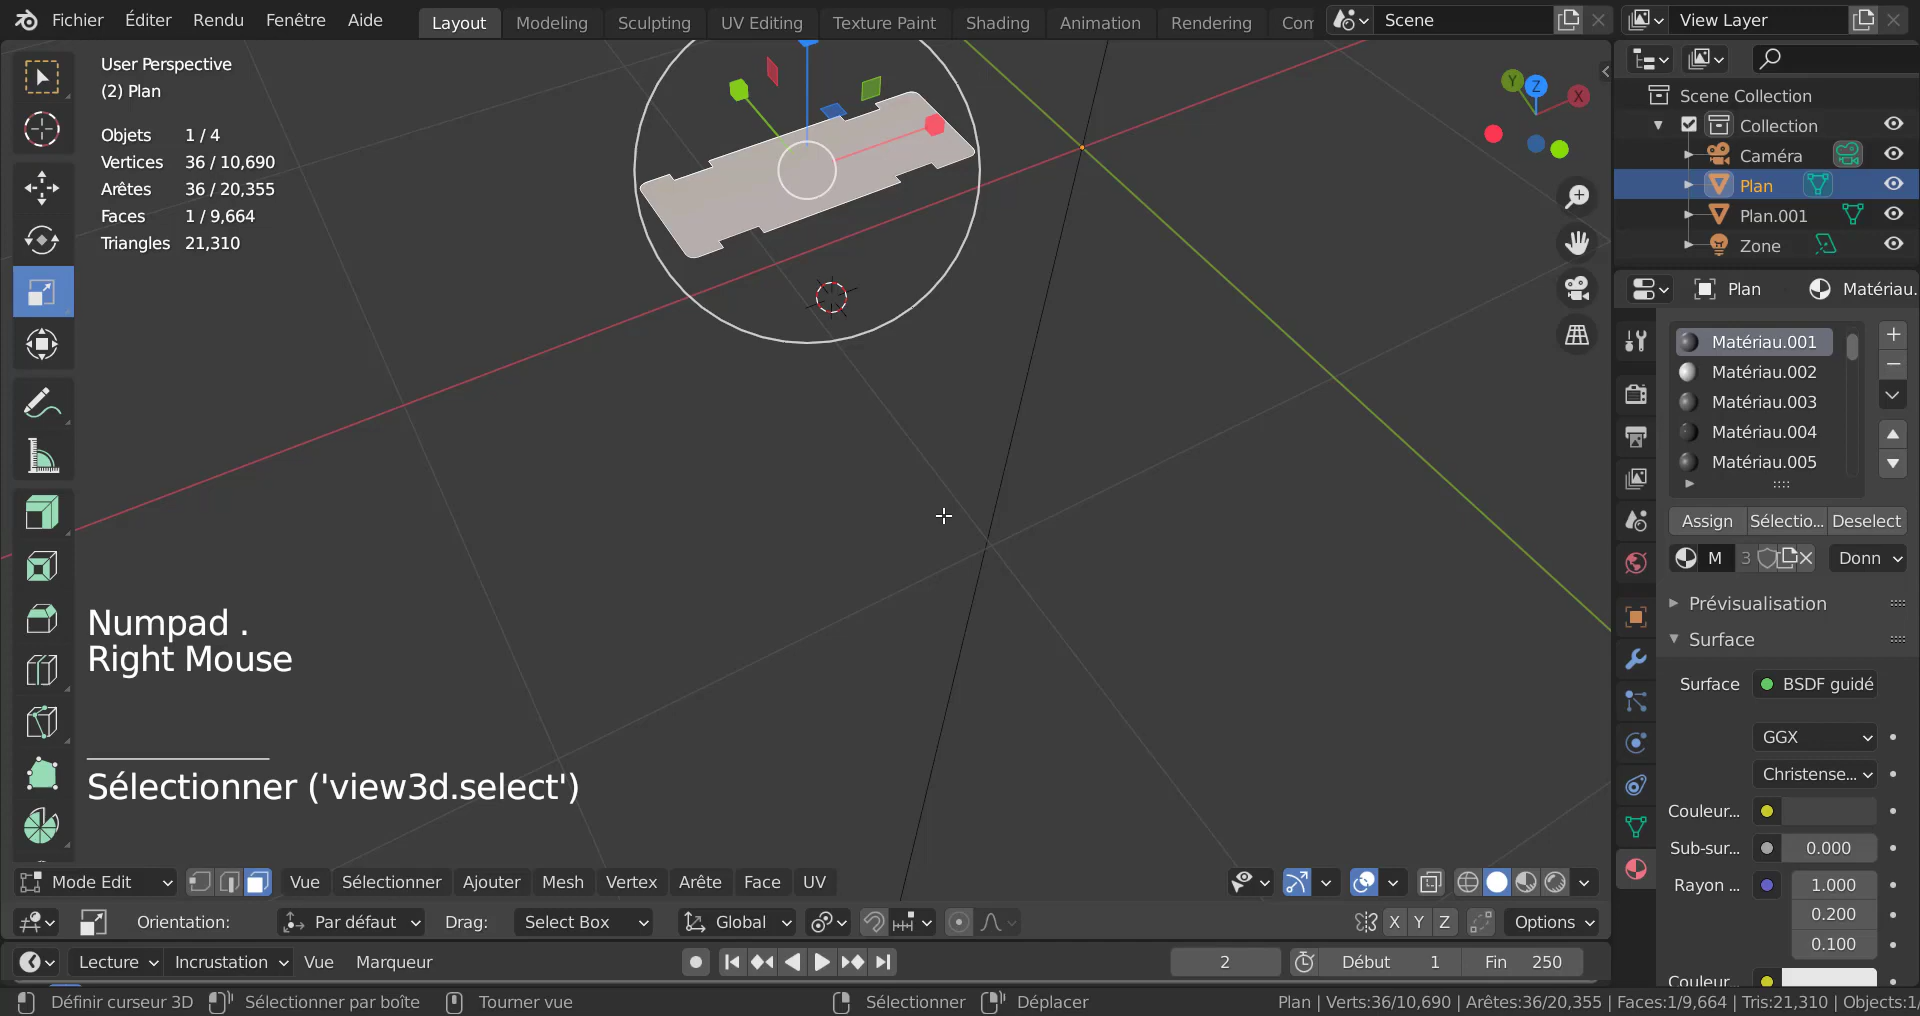 Fichier Éditer Rendu Fenêtre Aide Layout Modeling Sculpting UV Editing Texture Paint Shading Animation Rendering Con Scene View Layer
User Perspective
(2) Plan
Objets 1 / 4
Vertices 36 / 10,690
Arêtes 36 / 20,355
Faces 1 / 9,664
Triangles 21,310
Y Z X
Numpad .
Right Mouse
Sélectionner ('view3d.select')
Scene Collection
Collection
Caméra
Plan
Plan.001
Zone
Plan Matériau.
Matériau.001
Matériau.002
Matériau.003
Matériau.004
Matériau.005
Assign Sélectio... Deselect
M 3 Donn
Prévisualisation
Surface
Surface BSDF guidé
GGX
Christense...
Couleur...
Sub-sur... 0.000
Rayon ... 1.000
0.200
0.100
Couleur...
Mode Edit Vue Sélectionner Ajouter Mesh Vertex Arête Face UV
Orientation: Par défaut Drag: Select Box Global X Y Z Options
Lecture Incrustation Vue Marqueur 2 Début 1 Fin 250
Définir curseur 3D Sélectionner par boîte Tourner vue Sélectionner Déplacer Plan | Verts:36/10,690 | Arêtes:36/20,355 | Faces:1/9,664 | Tris:21,310 | Objects:1/